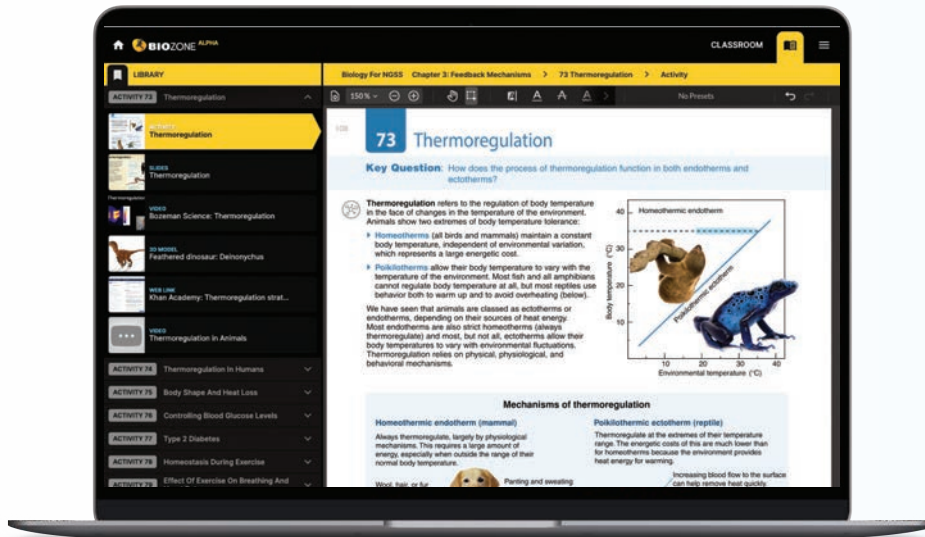 BIOZONE ALPHA
CLASSROOM
LIBRARY
Biology For NGSS Chapter 3: Feedback Mechanisms > 73 Thermoregulation > Activity
ACTIVITY 73 Thermoregulation
150%
No Presets
ACTIVITY
Thermoregulation
SLIDES
Thermoregulation
VIDEO
Bozeman Science: Thermoregulation
3D MODEL
Feathered dinosaur: Deinonychus
WEB LINK
Khan Academy: Thermoregulation strat...
VIDEO
Thermoregulation in Animals
ACTIVITY 74 Thermoregulation In Humans
ACTIVITY 75 Body Shape And Heat Loss
ACTIVITY 76 Controlling Blood Glucose Levels
ACTIVITY 77 Type 2 Diabetes
ACTIVITY 78 Homeostasis During Exercise
ACTIVITY 79 Effect Of Exercise On Breathing And
73 Thermoregulation
Key Question: How does the process of thermoregulation function in both endotherms and
ectotherms?
Thermoregulation refers to the regulation of body temperature
in the face of changes in the temperature of the environment.
Animals show two extremes of body temperature tolerance:
Homeotherms (all birds and mammals) maintain a constant
body temperature, independent of environmental variation,
which represents a large energetic cost.
Poikilotherms allow their body temperature to vary with the
temperature of the environment. Most fish and all amphibians
cannot regulate body temperature at all, but most reptiles use
behavior both to warm up and to avoid overheating (below).
We have seen that animals are classed as ectotherms or
endotherms, depending on their sources of heat energy.
Most endotherms are also strict homeotherms (always
thermoregulate) and most, but not all, ectotherms allow their
body temperatures to vary with environmental fluctuations.
Thermoregulation relies on physical, physiological, and
behavioral mechanisms.
Homeothermic endotherm
Poikilothermic ectotherm
Body temperature (°C)
40
30
20
10
10 20 30 40
Environmental temperature (°C)
Mechanisms of thermoregulation
Homeothermic endotherm (mammal)
Always thermoregulate, largely by physiological
mechanisms. This requires a large amount of
energy, especially when outside the range of their
normal body temperature.
Wool, hair, or fur
Panting and sweating
Poikilothermic ectotherm (reptile)
Thermoregulate at the extremes of their temperature
range. The energetic costs of this are much lower than
for homeotherms because the environment provides
heat energy for warming.
Increasing blood flow to the surface
can help remove heat quickly.